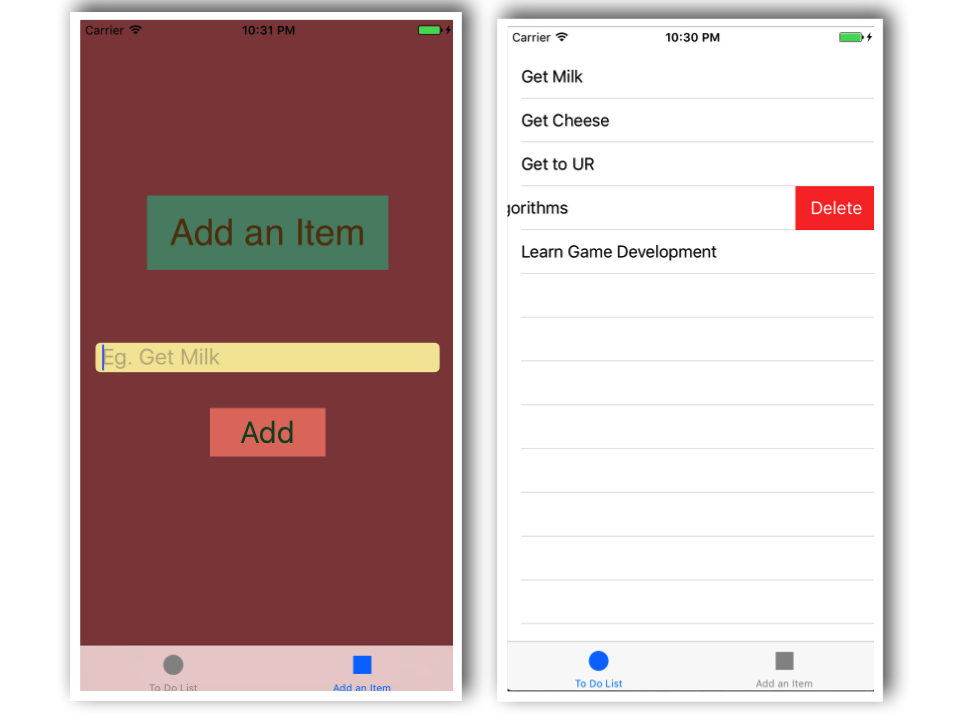 Carrier 10:31 PM
Add an Item
Eg. Get Milk
Add
To Do List Add an Item
Carrier 10:30 PM
Get Milk
Get Cheese
Get to UR
gorithms Delete
Learn Game Development
To Do List Add an Item